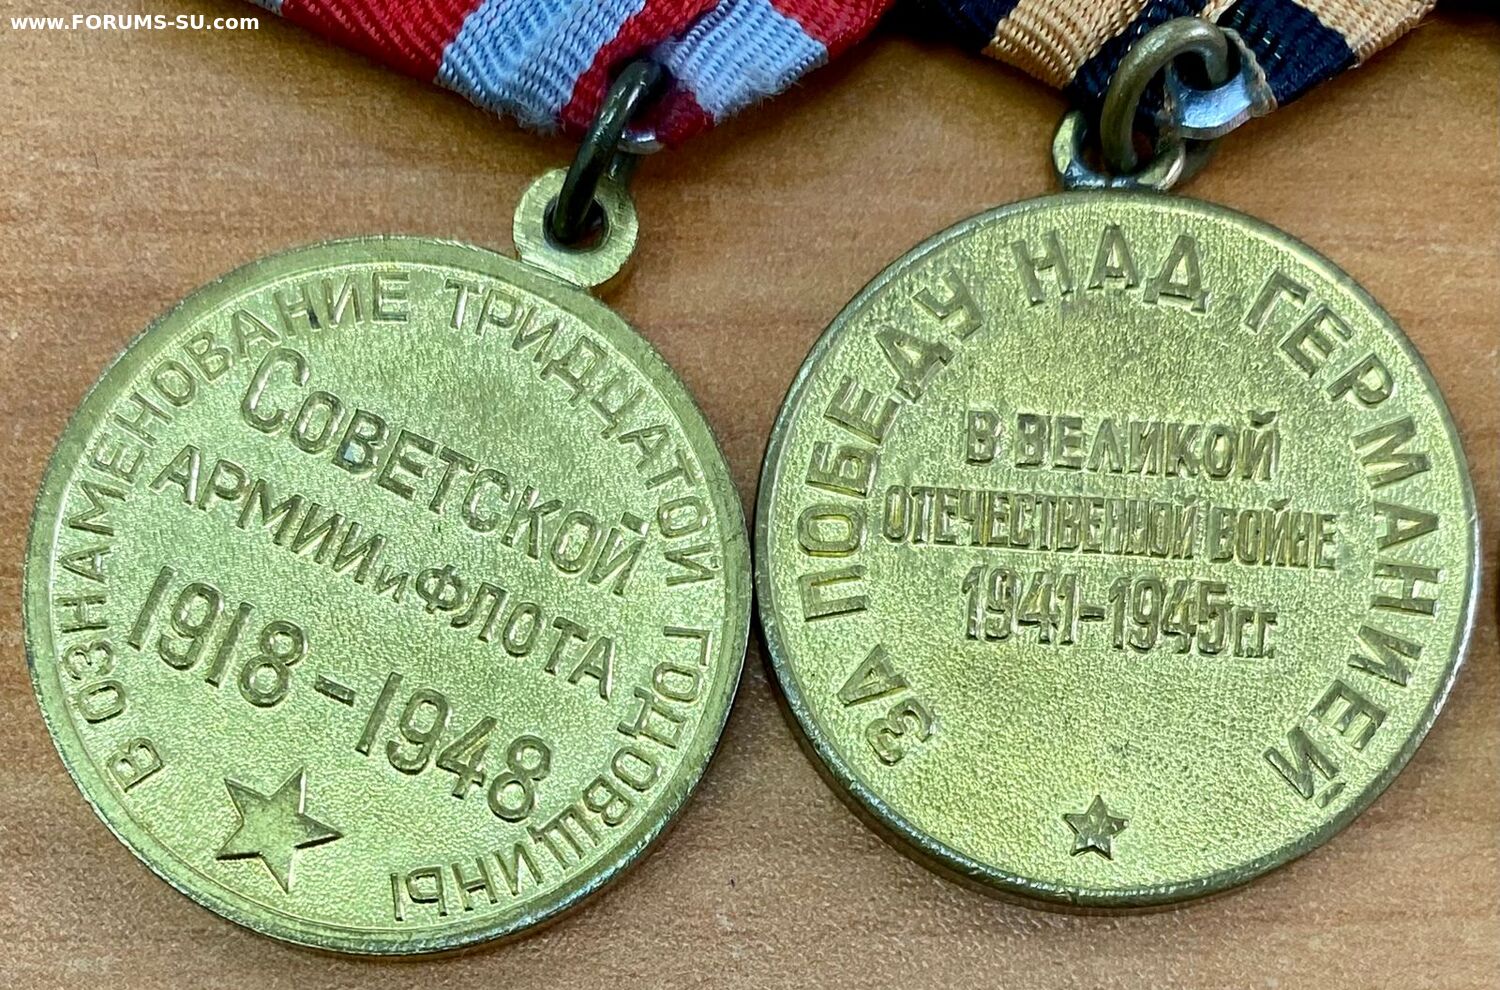 www.FORUMS-SU.com
В ОЗНАМЕНОВАНИЕ ТРИДЦАТОЙ ГОДОВЩИНЫ
СОВЕТСКОЙ
АРМИИ и ФЛОТА
1918-1948
ЗА ПОБЕДУ НАД ГЕРМАНИЕЙ
В ВЕЛИКОЙ
ОТЕЧЕСТВЕННОЙ ВОЙНЕ
1941-1945 г.г.